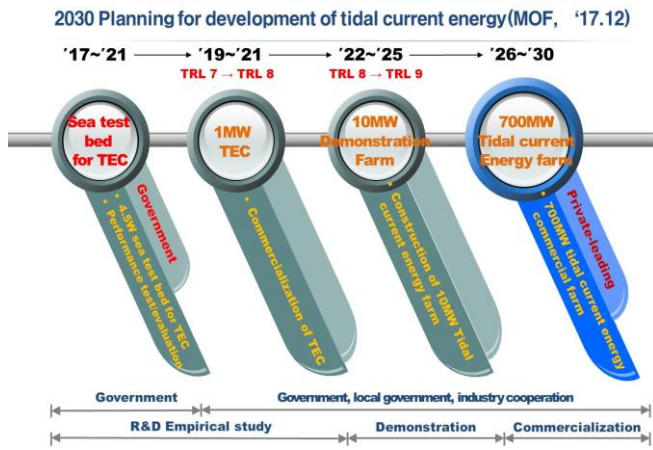 2030 Planning for development of tidal current energy(MOF, ‘17.12)
′17~′21
′19~′21
′22~′25
′26~′30
TRL 7 → TRL 8
TRL 8 → TRL 9
Sea test
bed
for TEC
1MW
TEC
10MW
Demonstration
Farm
700MW
Tidal current
Energy farm
Government
• 4.5W sea test bed for TEC
• Performance test/evaluation
• Commercialization of TEC
• Construction of 10MW Tidal
current energy farm
Private-leading
• 700MW tidal current energy
commercial farm
Government
Government, local government, industry cooperation
R&D Empirical study
Demonstration
Commercialization